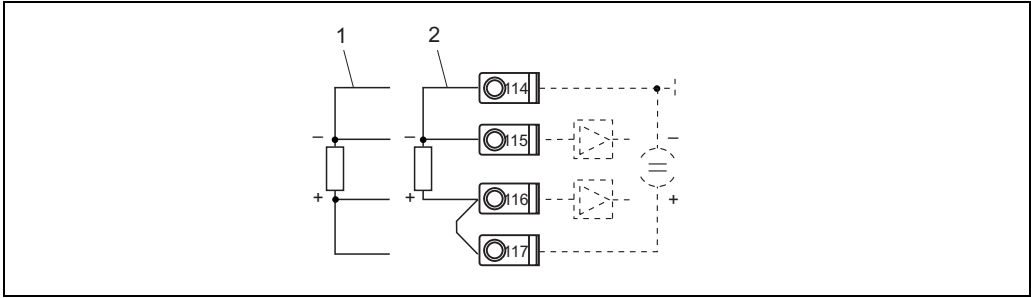 1 2
114
– – 115 –
+ + 116 +
117